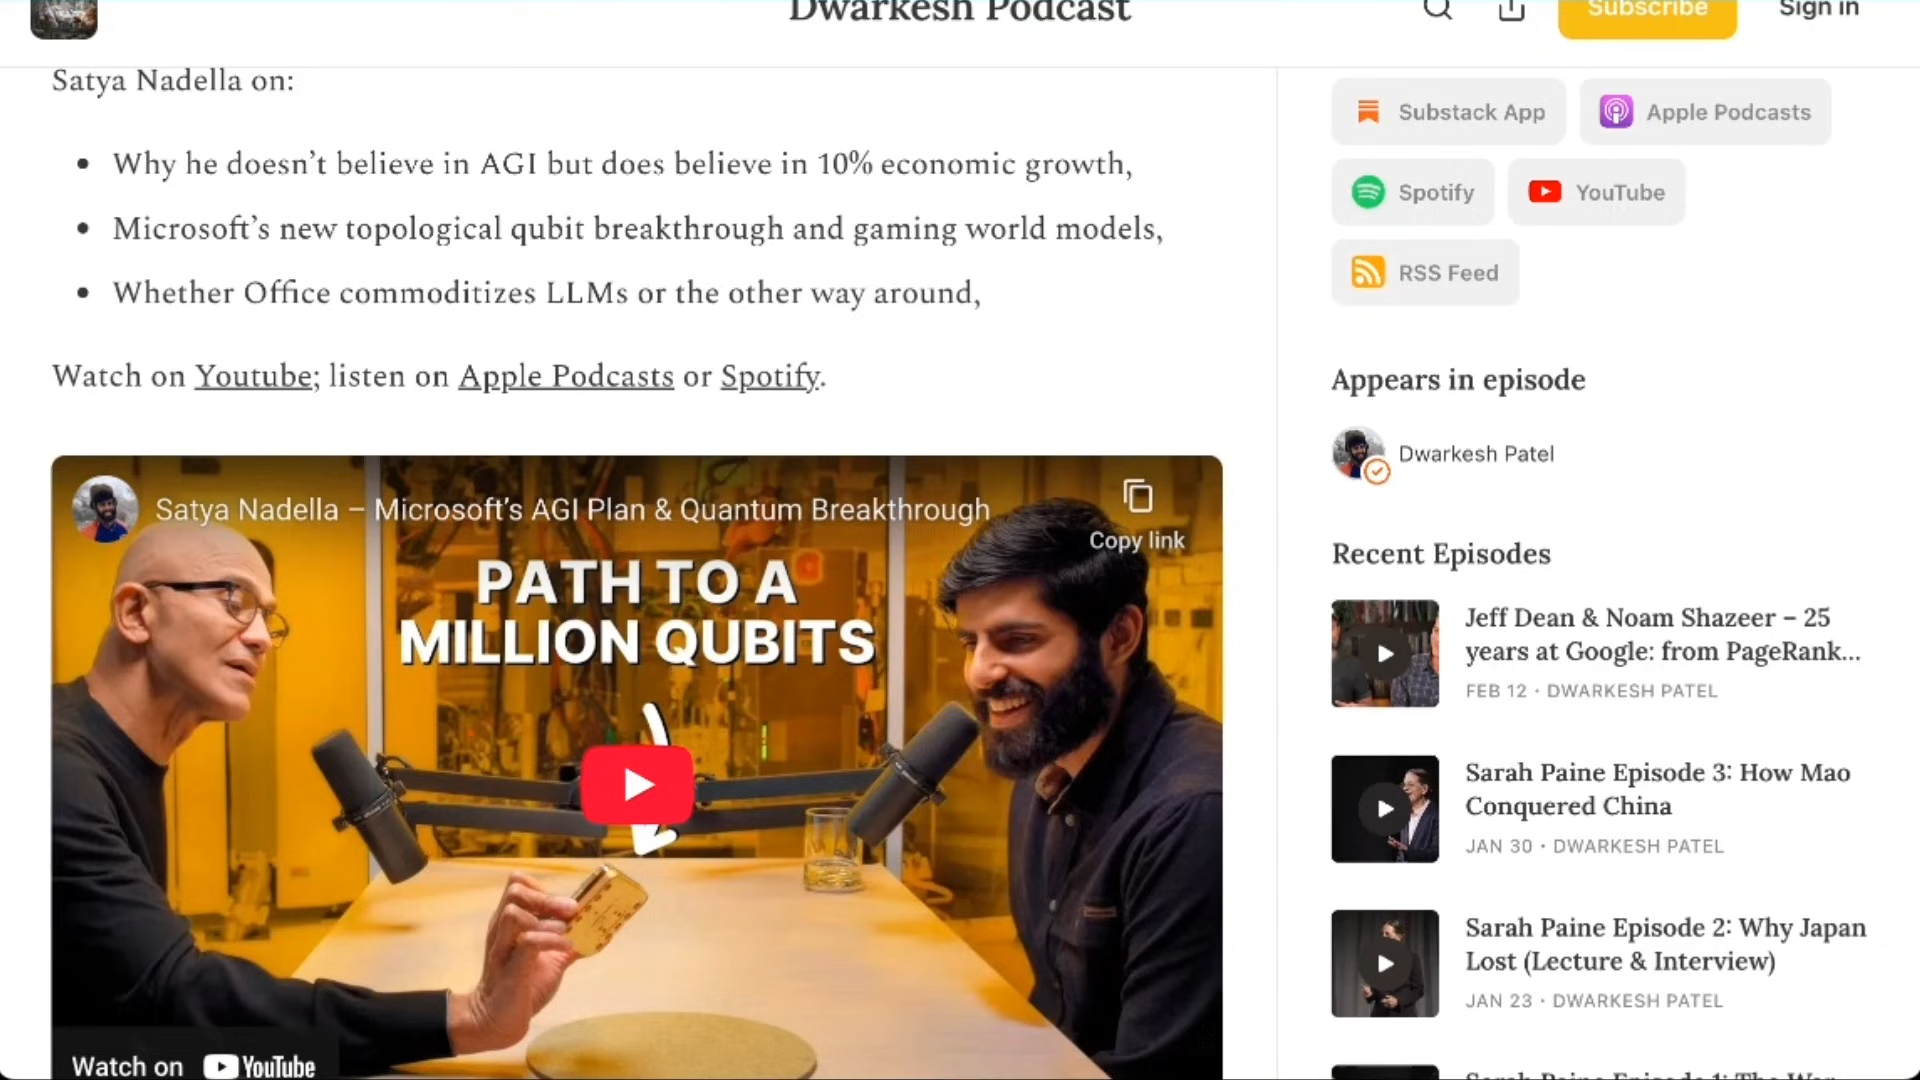 Dwarkesh Podcast
Subscribe
Sign in
Satya Nadella on:
• Why he doesn’t believe in AGI but does believe in 10% economic growth,
• Microsoft’s new topological qubit breakthrough and gaming world models,
• Whether Office commoditizes LLMs or the other way around,
Watch on Youtube; listen on Apple Podcasts or Spotify.
Satya Nadella – Microsoft’s AGI Plan & Quantum Breakthrough
Copy link
PATH TO A
MILLION QUBITS
Watch on YouTube
Substack App
Apple Podcasts
Spotify
YouTube
RSS Feed
Appears in episode
Dwarkesh Patel
Recent Episodes
Jeff Dean & Noam Shazeer – 25
years at Google: from PageRank...
FEB 12 • DWARKESH PATEL
Sarah Paine Episode 3: How Mao
Conquered China
JAN 30 • DWARKESH PATEL
Sarah Paine Episode 2: Why Japan
Lost (Lecture & Interview)
JAN 23 • DWARKESH PATEL
Sarah Paine Episode 1: The War